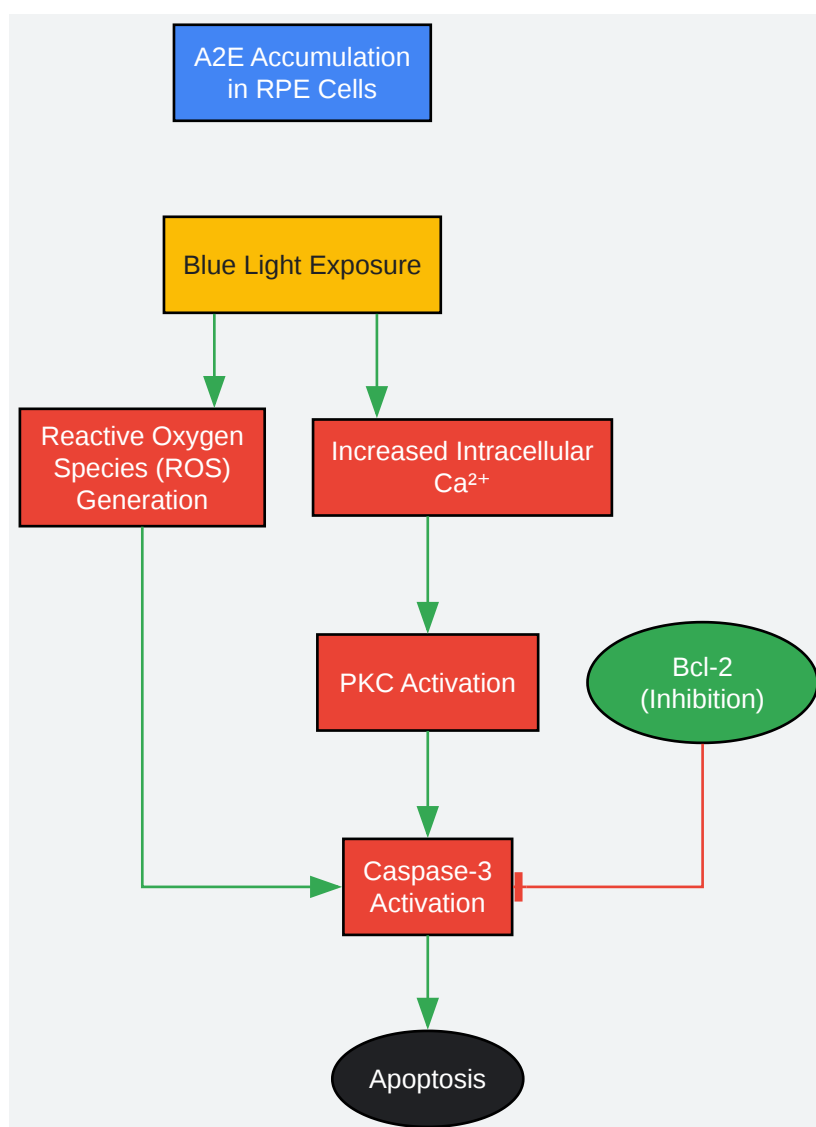 A2E Accumulation
in RPE Cells
Blue Light Exposure
Reactive Oxygen
Species (ROS)
Generation
Increased Intracellular
Ca²⁺
PKC Activation
Bcl-2
(Inhibition)
Caspase-3
Activation
Apoptosis